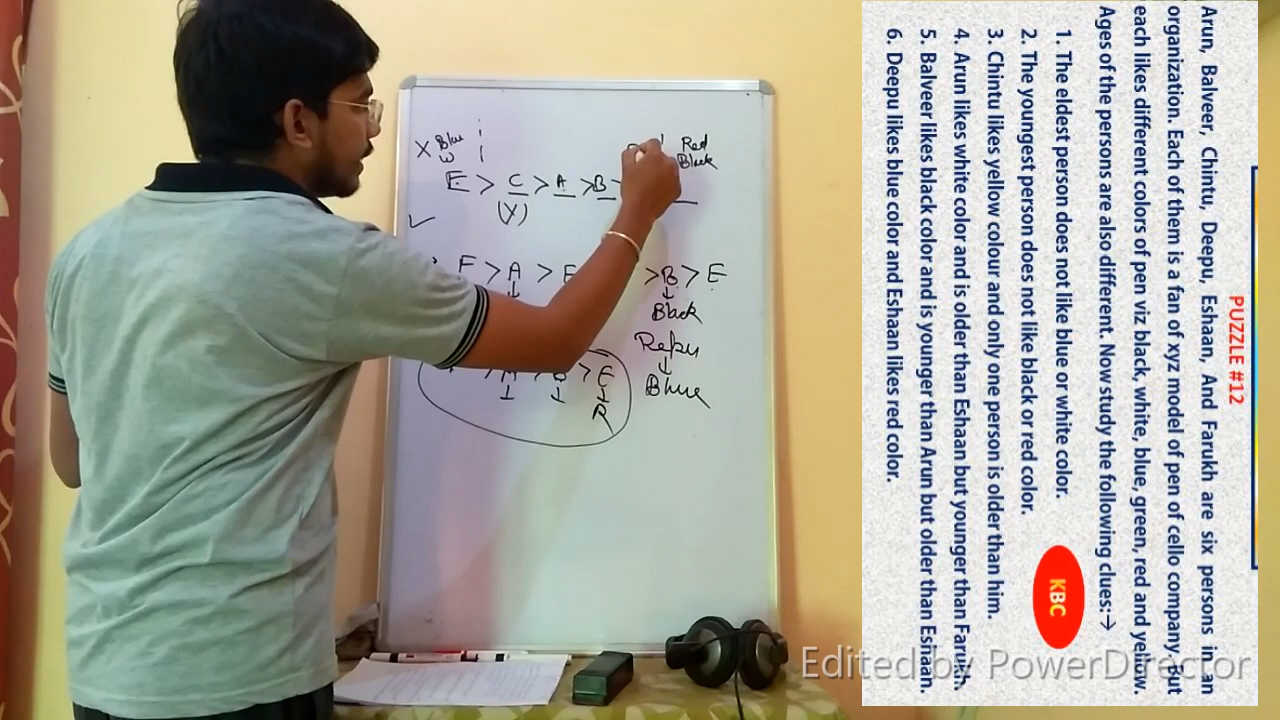 PUZZLE #12
Arun, Balveer, Chintu, Deepu, Eshaan, And Farukh are six persons in an
organization. Each of them is a fan of xyz model of pen of cello company. But
each likes different colors of pen viz black, white, blue, green, red and yellow.
Ages of the persons are also different. Now study the following clues:→
1. The eldest person does not like blue or white color.
2. The youngest person does not like black or red color.
3. Chintu likes yellow colour and only one person is older than him.
4. Arun likes white color and is older than Eshaan but younger than Farukh.
5. Balveer likes black color and is younger than Arun but older than Eshaan.
6. Deepu likes blue color and Eshaan likes red color.
KBC
X Blue
W
Red
Black
E > C > A > B >
(Y)
F > A > E
> B > E
Black
Blue
R
Edited by PowerDirector